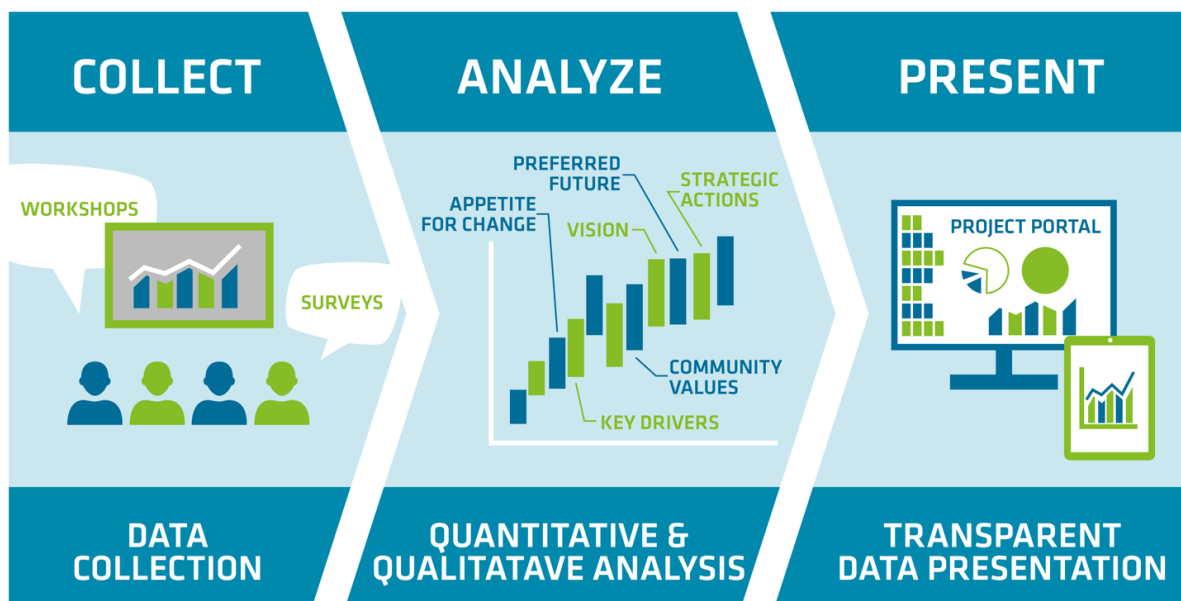 COLLECT
ANALYZE
PRESENT
WORKSHOPS
SURVEYS
PREFERRED
FUTURE
STRATEGIC
ACTIONS
APPETITE
FOR CHANGE
VISION
COMMUNITY
VALUES
KEY DRIVERS
PROJECT PORTAL
DATA
COLLECTION
QUANTITATIVE &
QUALITATAVE ANALYSIS
TRANSPARENT
DATA PRESENTATION